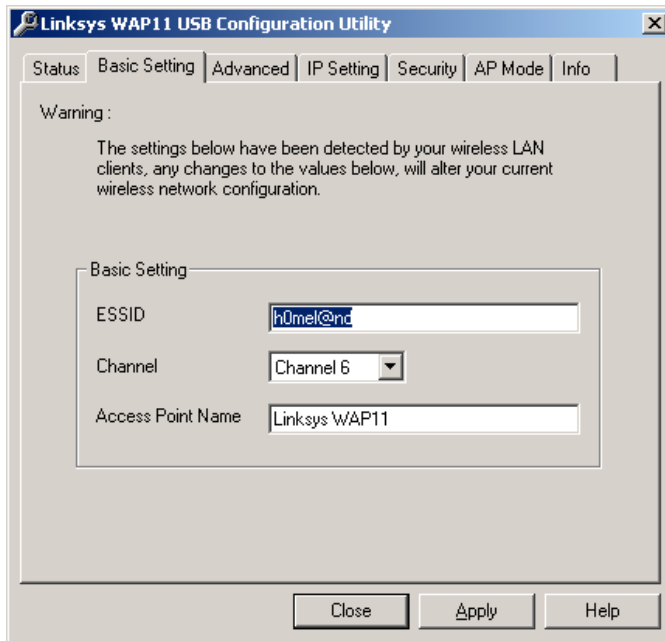 Linksys WAP11 USB Configuration Utility
Status Basic Setting Advanced IP Setting Security AP Mode Info
Warning :
The settings below have been detected by your wireless LAN
clients, any changes to the values below, will alter your current
wireless network configuration.
Basic Setting
ESSID h0mel@nd
Channel Channel 6
Access Point Name Linksys WAP11
Close Apply Help